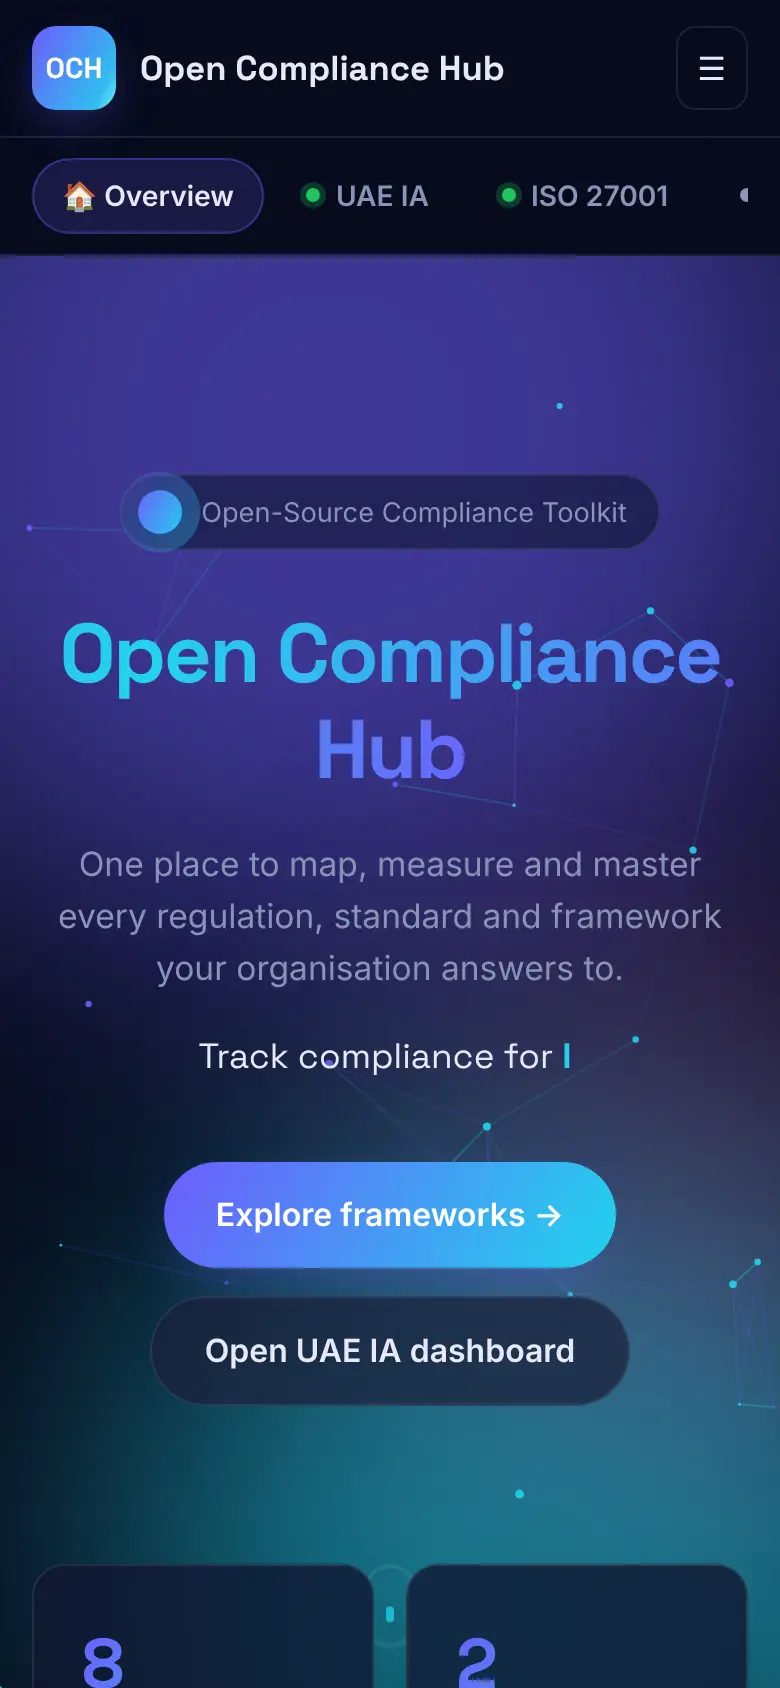 OCH Open Compliance Hub ☰
🏠 Overview UAE IA ISO 27001
Open-Source Compliance Toolkit
Open Compliance
Hub
One place to map, measure and master
every regulation, standard and framework
your organisation answers to.
Track compliance for I
Explore frameworks →
Open UAE IA dashboard
8 2